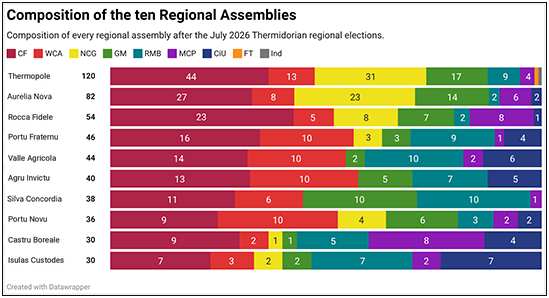 Composition of the ten Regional Assemblies
Composition of every regional assembly after the July 2026 Thermidorian regional elections.
CF WCA NCG GM RMB MCP CiU FT Ind
Thermopole 120 44 13 31 17 9 4
Aurelia Nova 82 27 8 23 14 2 6 2
Rocca Fidele 54 23 5 8 7 2 8 1
Portu Fraternu 46 16 10 3 3 9 1 4
Valle Agricola 44 14 10 2 10 2 6
Agru Invictu 40 13 10 5 7 5
Silva Concordia 38 11 6 10 10 1
Portu Novu 36 9 10 4 6 3 2 2
Castru Boreale 30 9 2 1 1 5 8 4
Isulas Custodes 30 7 3 2 2 7 2 7
Created with Datawrapper